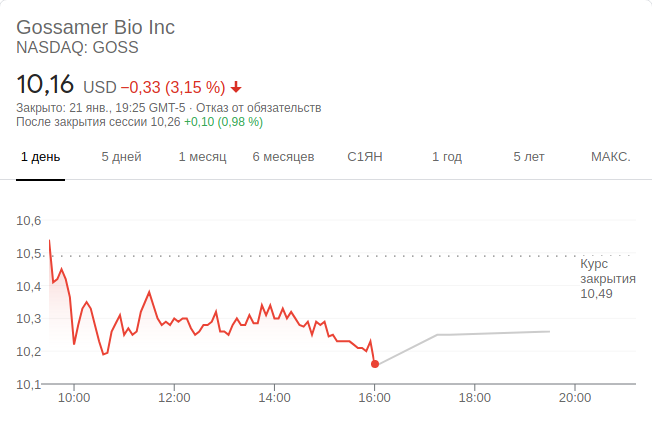 Gossamer Bio Inc
NASDAQ: GOSS
10,16 USD −0,33 (3,15 %)
Закрыто: 21 янв., 19:25 GMT-5 · Отказ от обязательств
После закрытия сессии 10,26 +0,10 (0,98 %)
1 день 5 дней 1 месяц 6 месяцев С1ЯН 1 год 5 лет МАКС.
10,6
10,5
Курс
закрытия
10,49
10,4
10,3
10,2
10,1
10:00 12:00 14:00 16:00 18:00 20:00